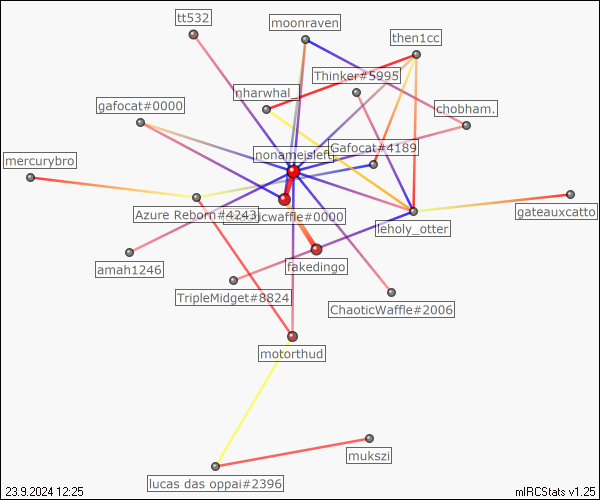 tt532
moonraven
then1cc
Thinker#5995
nharwhal_
gafocat#0000
chobham.
Gafocat#4189
nonameisleft
mercurybro
Azure Reborn#4243
icwaffle#0000
gateauxcatto
leholy_otter
amah1246
fakedingo
TripleMidget#8824
ChaoticWaffle#2006
motorthud
mukszi
lucas das oppai#2396
23.9.2024 12:25
mIRCStats v1.25